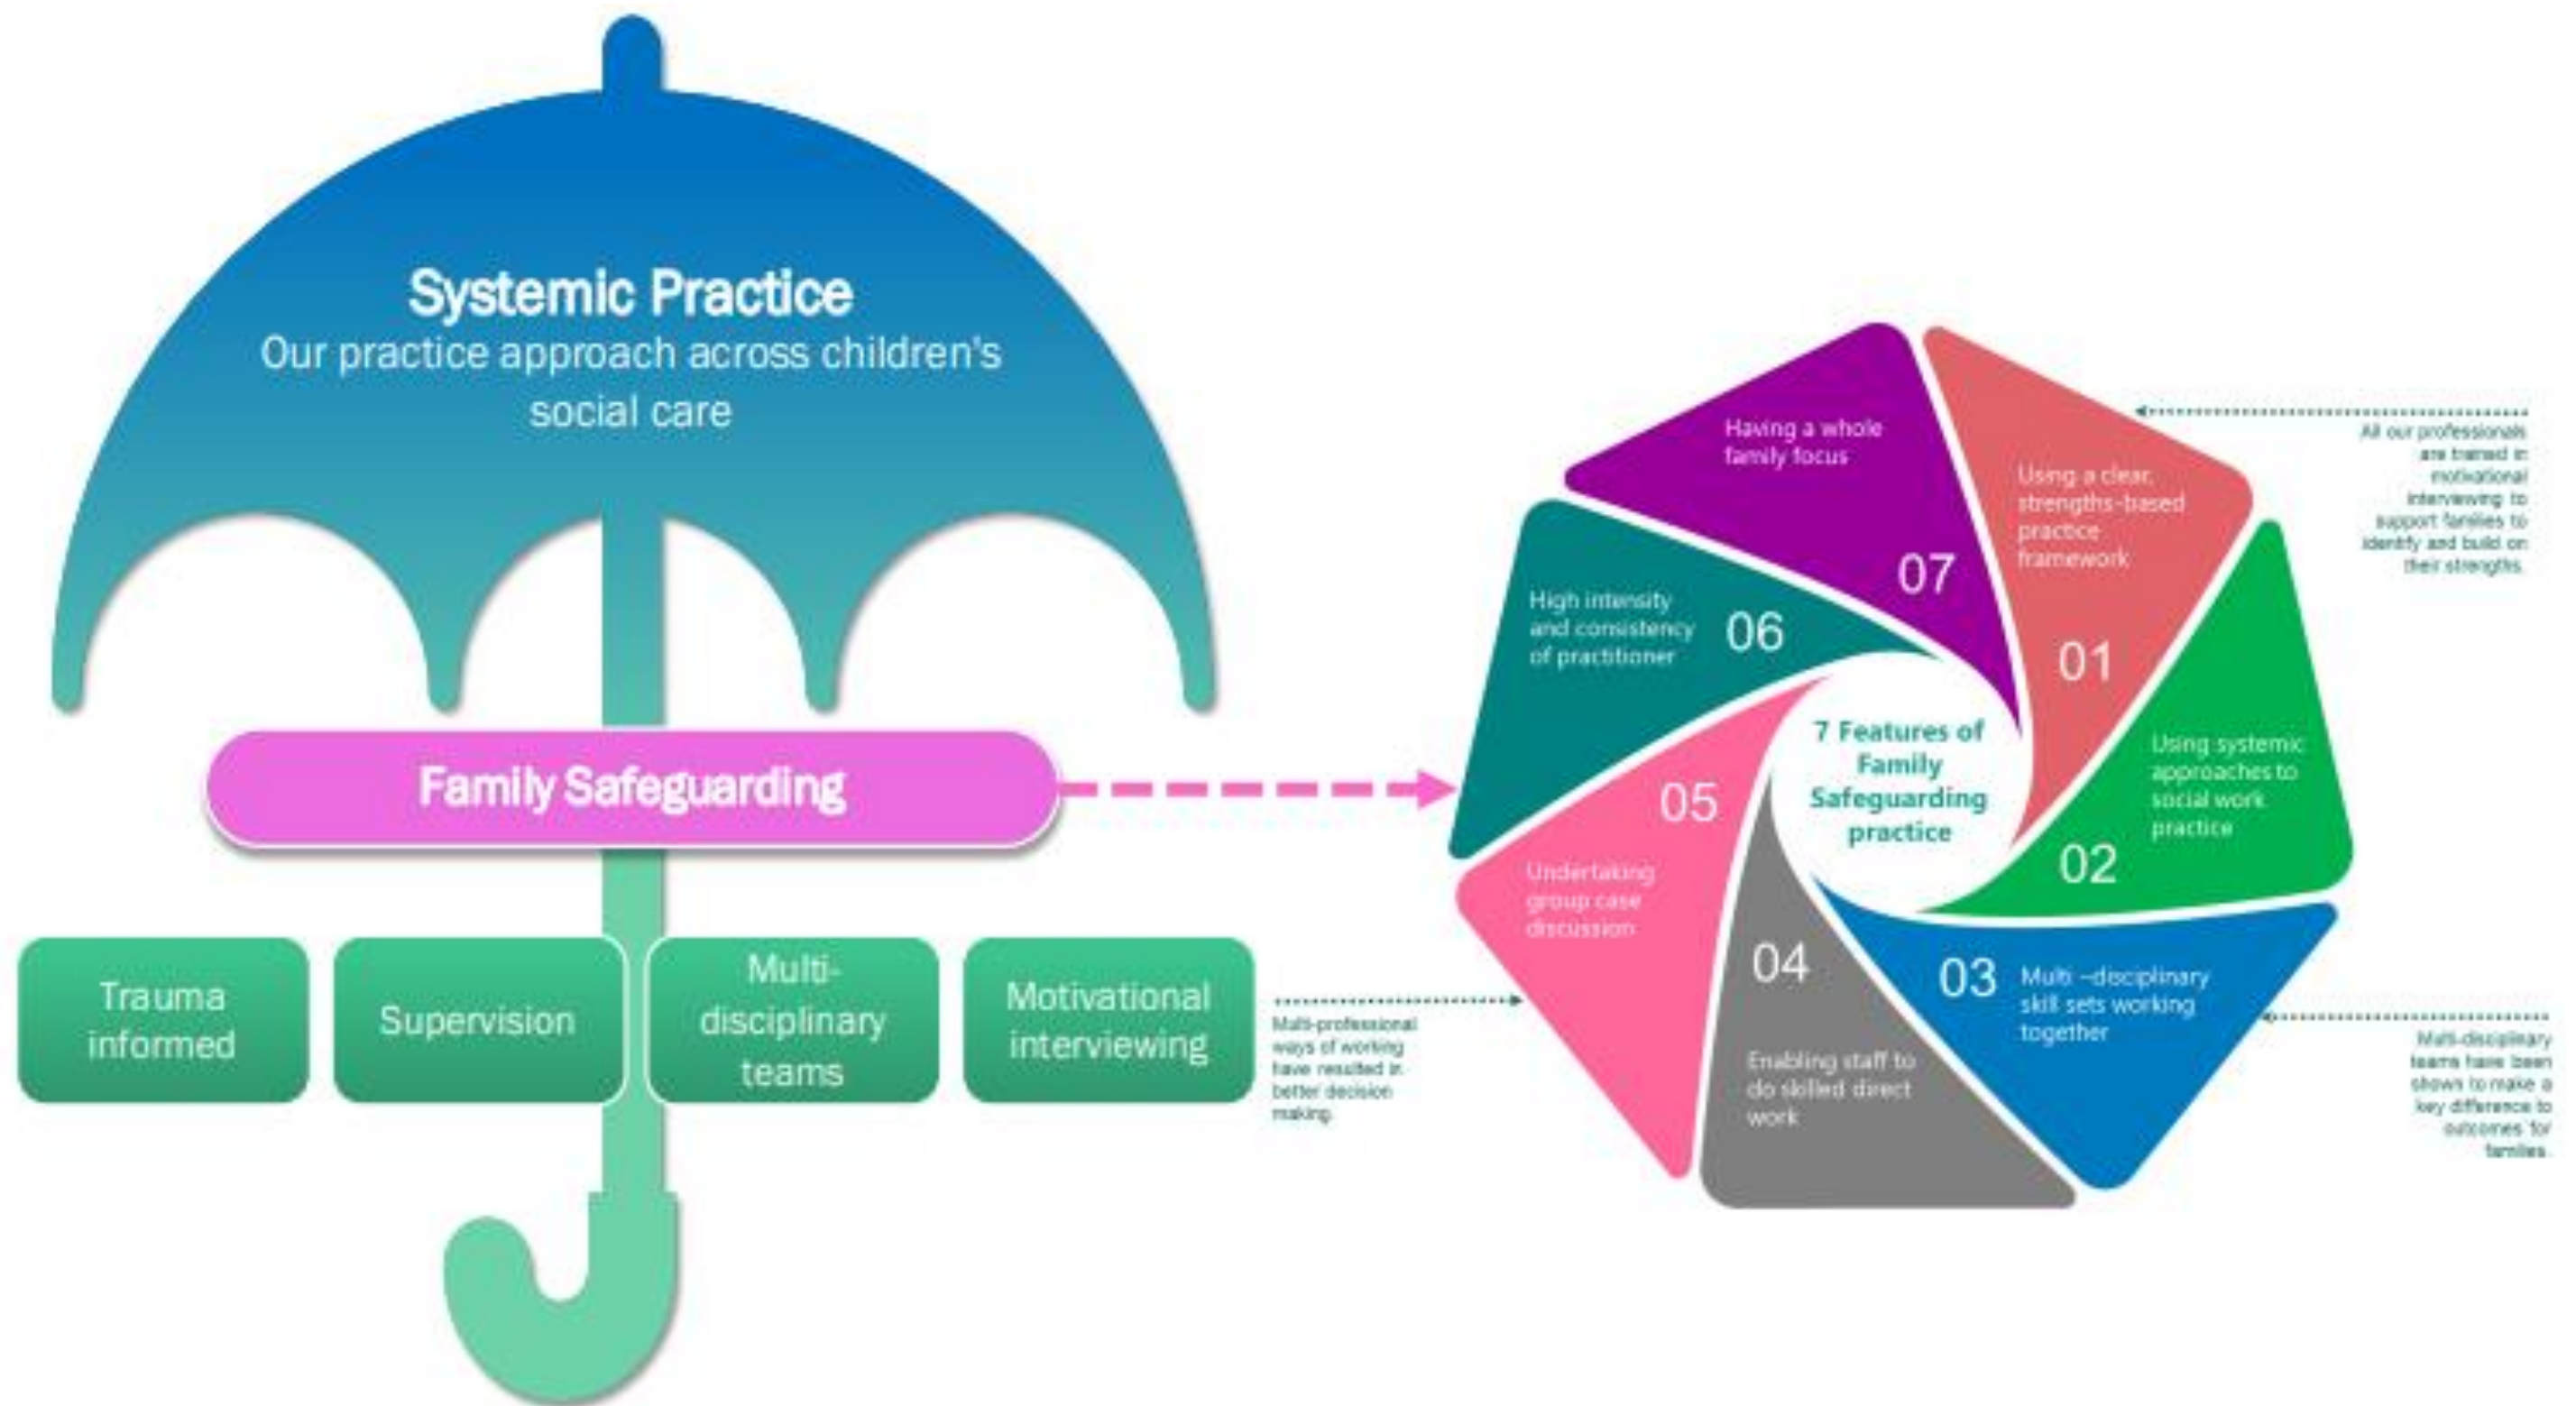 Systemic Practice
Our practice approach across children's
social care
Family Safeguarding
Trauma
informed
Supervision
Multi-
disciplinary
teams
Motivational
interviewing
7 Features of
Family
Safeguarding
practice
Using a clear,
strengths-based
practice
framework
01
All our professionals
are trained in
motivational
interviewing to
support families to
identify and build on
their strengths.
Using systemic
approaches to
social work
practice
02
03
Multi –disciplinary
skill sets working
together
Multi-disciplinary
teams have been
shown to make a
key difference to
outcomes for
families.
04
Enabling staff to
do skilled direct
work
05
Undertaking
group case
discussion
Multi-professional
ways of working
have resulted in
better decision
making.
High intensity
and consistency
of practitioner
06
Having a whole
family focus
07